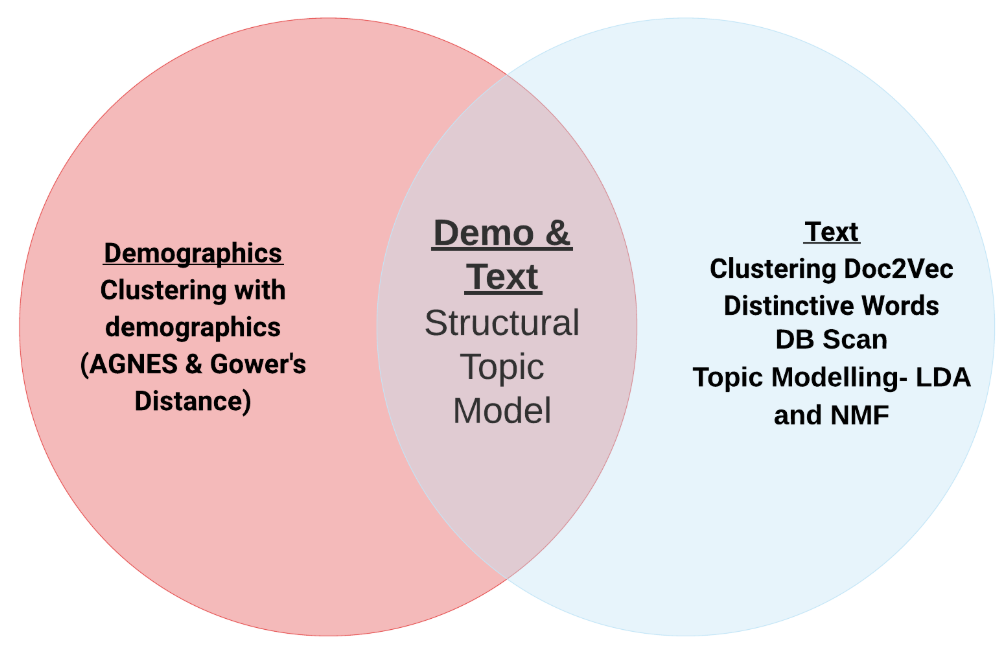 Demographics
Clustering with
demographics
(AGNES & Gower's
Distance)
Demo &
Text
Structural
Topic
Model
Text
Clustering Doc2Vec
Distinctive Words
DB Scan
Topic Modelling- LDA
and NMF